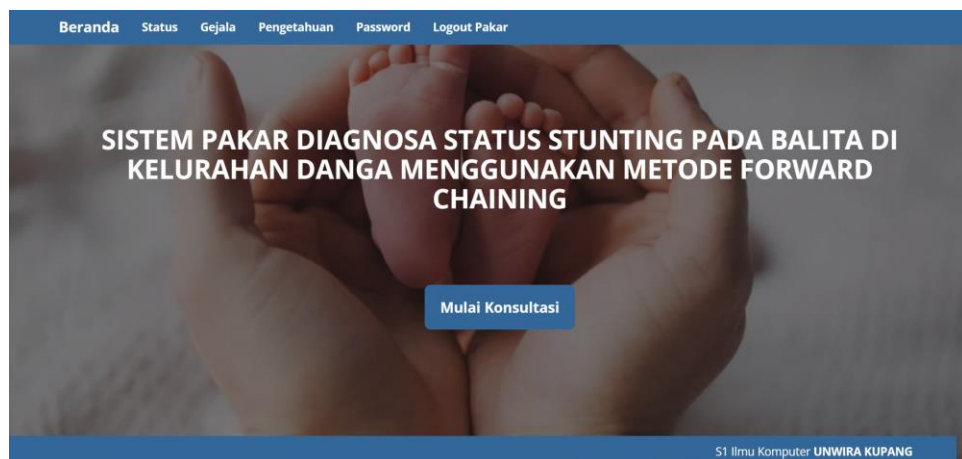 Beranda Status Gejala Pengetahuan Password Logout Pakar
SISTEM PAKAR DIAGNOSA STATUS STUNTING PADA BALITA DI
KELURAHAN DANGA MENGGUNAKAN METODE FORWARD
CHAINING
Mulai Konsultasi
S1 Ilmu Komputer UNWIRA KUPANG